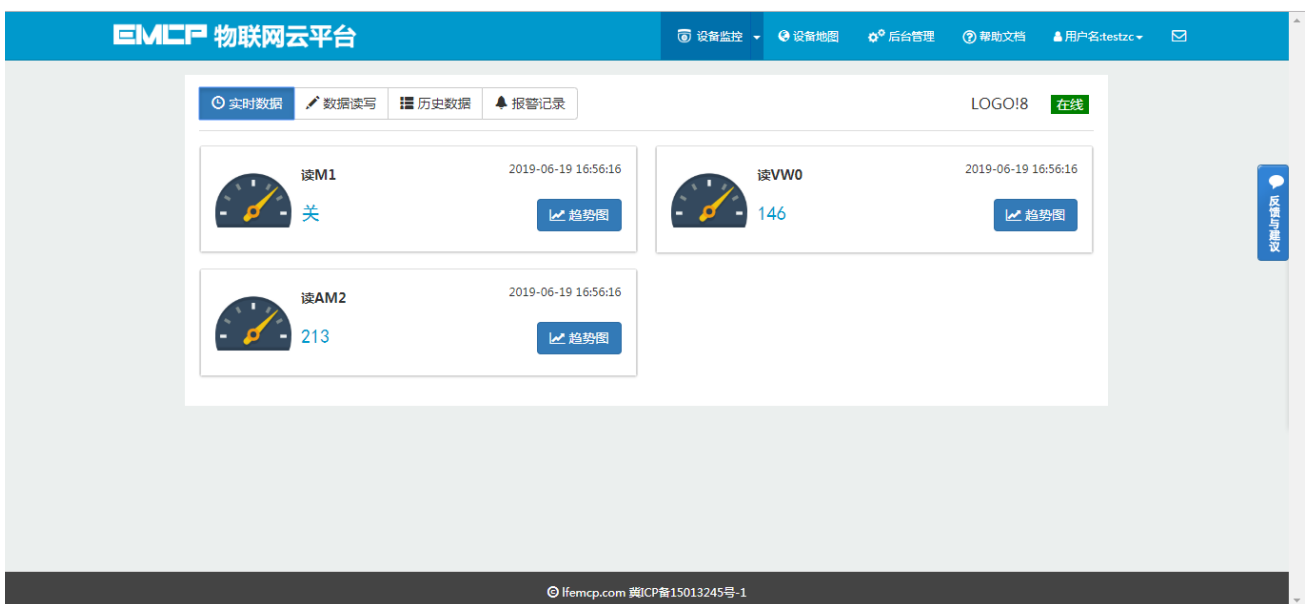 EMCP 物联网云平台
设备监控 设备地图 后台管理 帮助文档 用户名:testzc
实时数据 数据读写 历史数据 报警记录 LOGO!8 在线
读M1 2019-06-19 16:56:16
关 趋势图
读VW0 2019-06-19 16:56:16
146 趋势图
读AM2 2019-06-19 16:56:16
213 趋势图
反馈与建议
© lfemcp.com 冀ICP备15013245号-1